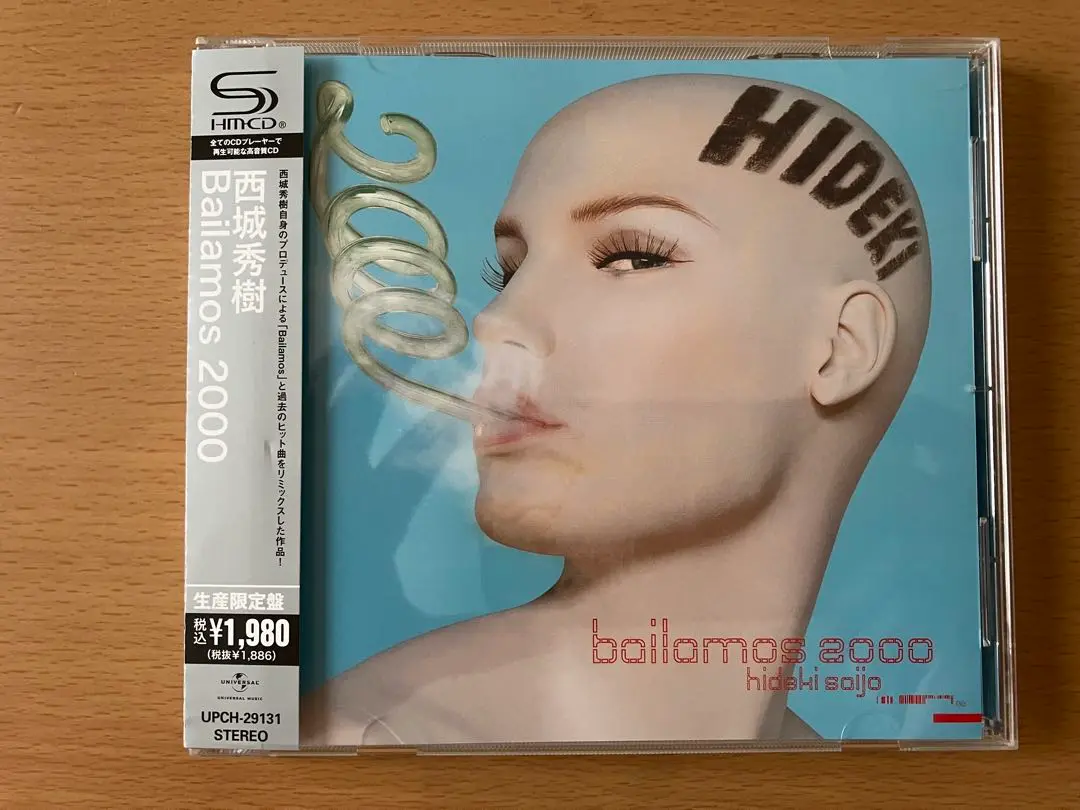 SHM-CD®
全てのCDプレーヤーで
再生可能な高音質CD
西城秀樹
Bailamos 2000
西城秀樹自身のプロデュースによる「Bailamos」と過去のヒット曲をリミックスした作品!
生産限定盤
税込¥1,980
(税抜¥1,886)
UNIVERSAL
UNIVERSAL MUSIC
UPCH-29131
STEREO
2000
HIDEKI
bailamos 2000
hideki saijo